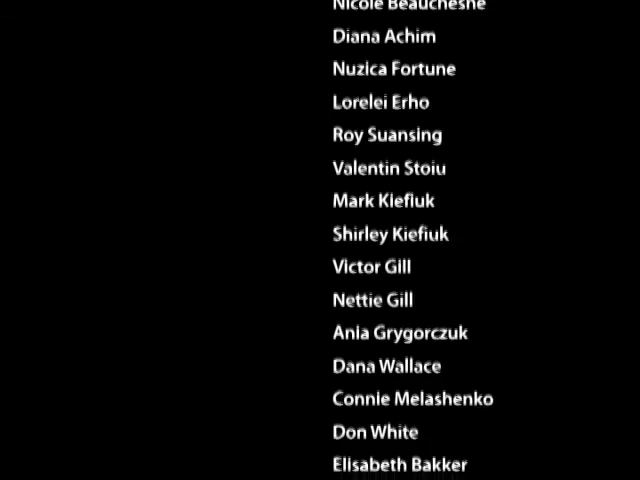 Nicole Beauchesne
Diana Achim
Nuzica Fortune
Lorelei Erho
Roy Suansing
Valentin Stoiu
Mark Kiefiuk
Shirley Kiefiuk
Victor Gill
Nettie Gill
Ania Grygorczuk
Dana Wallace
Connie Melashenko
Don White
Elisabeth Bakker